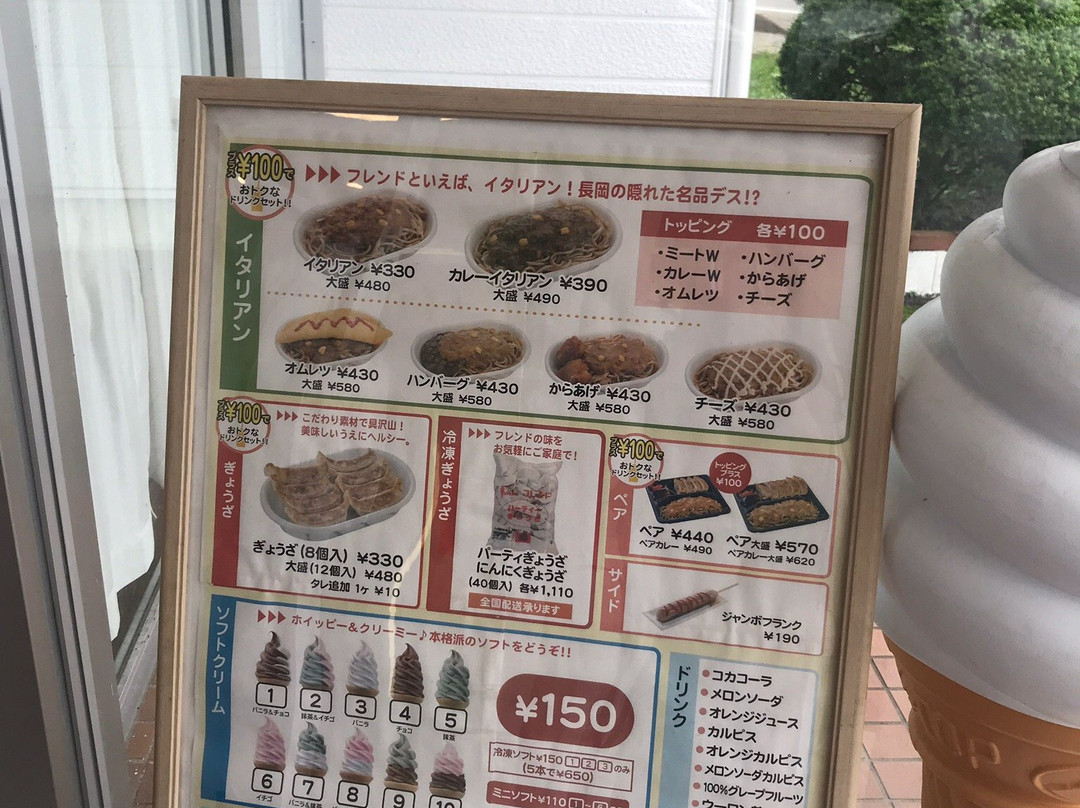 プラス¥100で
おトクな
ドリンクセット!!
フレンドといえば、イタリアン!長岡の隠れた名品デス!?
イタリアン
イタリアン ¥330
大盛 ¥480
カレーイタリアン ¥390
大盛 ¥490
トッピング 各¥100
・ミートW ・ハンバーグ
・カレーW ・からあげ
・オムレツ ・チーズ
オムレツ ¥430
大盛 ¥580
ハンバーグ ¥430
大盛 ¥580
からあげ ¥430
大盛 ¥580
チーズ ¥430
大盛 ¥580
プラス¥100で
おトクな
ドリンクセット!!
こだわり素材で具沢山!
美味しいうえにヘルシー。
ぎょうざ
ぎょうざ(8個入) ¥330
大盛(12個入) ¥480
タレ追加 1ヶ ¥10
冷凍ぎょうざ
フレンドの味を
お気軽にご家庭で!
パーティぎょうざ
にんにくぎょうざ
(40個入) 各¥1,110
全国配送承ります
プラス¥100で
おトクな
ドリンクセット!!
ペア
トッピング
プラス
¥100
ペア ¥440
ペアカレー ¥490
ペア大盛 ¥570
ペアカレー大盛 ¥620
サイド
ジャンボフランク
¥190
ソフトクリーム
ホイッピー&クリーミー♪本格派のソフトをどうぞ!!
1
バニラ&チョコ
2
抹茶&イチゴ
3
バニラ
4
チョコ
5
抹茶
6
イチゴ
7
バニラ&抹茶
8
9
10
¥150
冷凍ソフト¥150 1 2 3 のみ
(5本で¥650)
ミニソフト¥110 1~
ドリンク
コカコーラ
メロンソーダ
オレンジジュース
カルピス
オレンジカルピス
メロンソーダカルピス
100%グレープフルーツ